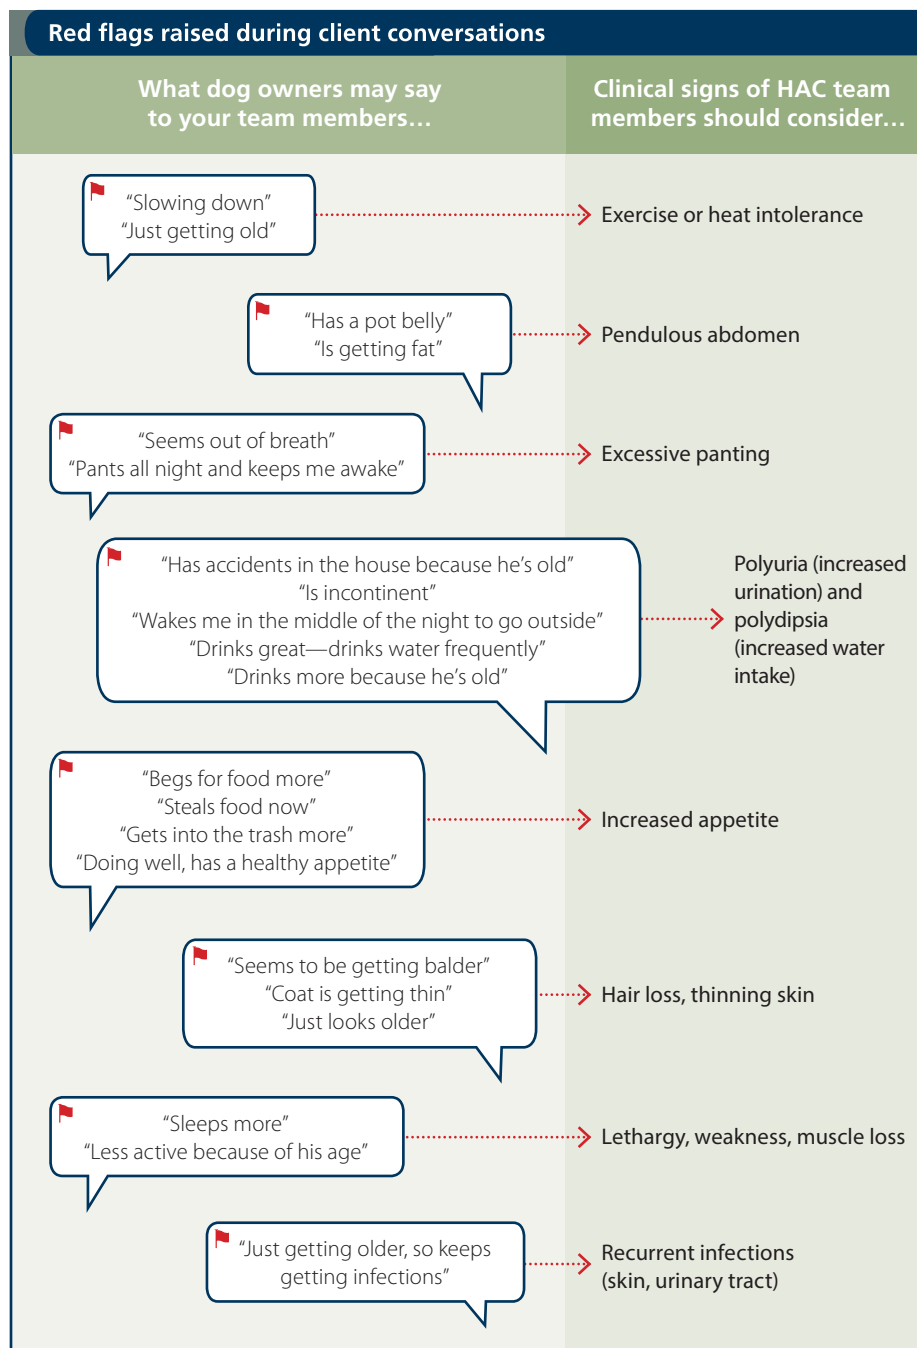 Red flags raised during client conversations
What dog owners may say
to your team members…
Clinical signs of HAC team
members should consider…
“Slowing down”
“Just getting old”
Exercise or heat intolerance
“Has a pot belly”
“Is getting fat”
Pendulous abdomen
“Seems out of breath”
“Pants all night and keeps me awake”
Excessive panting
“Has accidents in the house because he’s old”
“Is incontinent”
“Wakes me in the middle of the night to go outside”
“Drinks great—drinks water frequently”
“Drinks more because he’s old”
Polyuria (increased
urination) and
polydipsia
(increased water
intake)
“Begs for food more”
“Steals food now”
“Gets into the trash more”
“Doing well, has a healthy appetite”
Increased appetite
“Seems to be getting balder”
“Coat is getting thin”
“Just looks older”
Hair loss, thinning skin
“Sleeps more”
“Less active because of his age”
Lethargy, weakness, muscle loss
“Just getting older, so keeps
getting infections”
Recurrent infections
(skin, urinary tract)